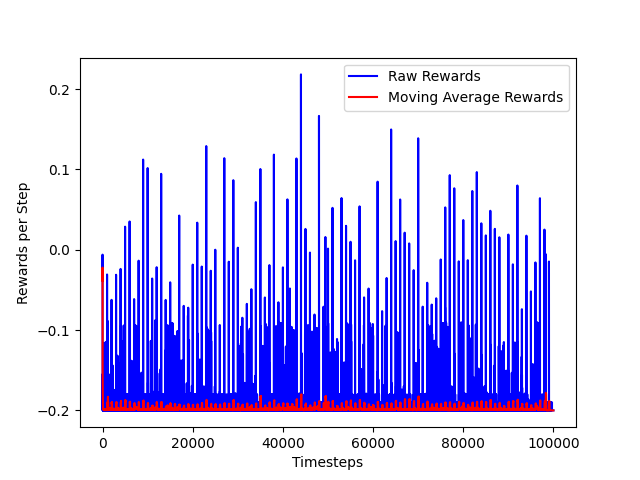 Raw Rewards
Moving Average Rewards
0.2
0.1
0.0
−0.1
−0.2
Rewards per Step
0 20000 40000 60000 80000 100000
Timesteps